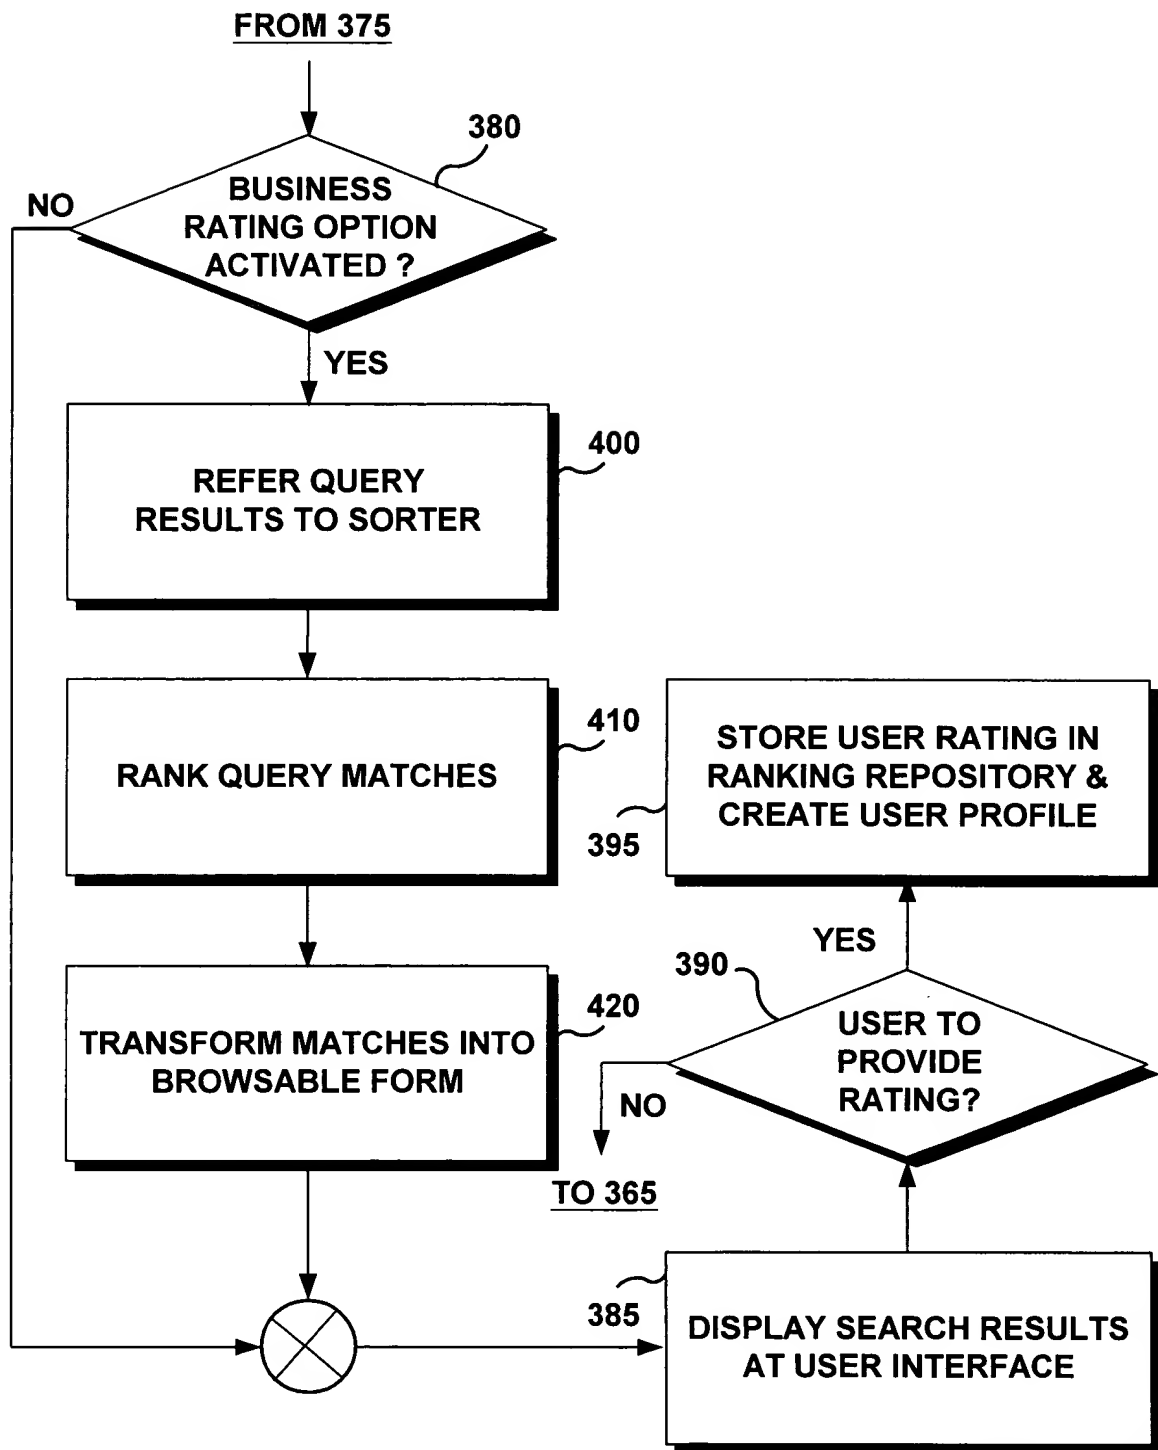 FROM 375
380
NO
BUSINESS
RATING OPTION
ACTIVATED ?
YES
400
REFER QUERY
RESULTS TO SORTER
410
RANK QUERY MATCHES
420
TRANSFORM MATCHES INTO
BROWSABLE FORM
STORE USER RATING IN
RANKING REPOSITORY &
CREATE USER PROFILE
395
YES
390
USER TO
PROVIDE
RATING?
NO
TO 365
385
DISPLAY SEARCH RESULTS
AT USER INTERFACE